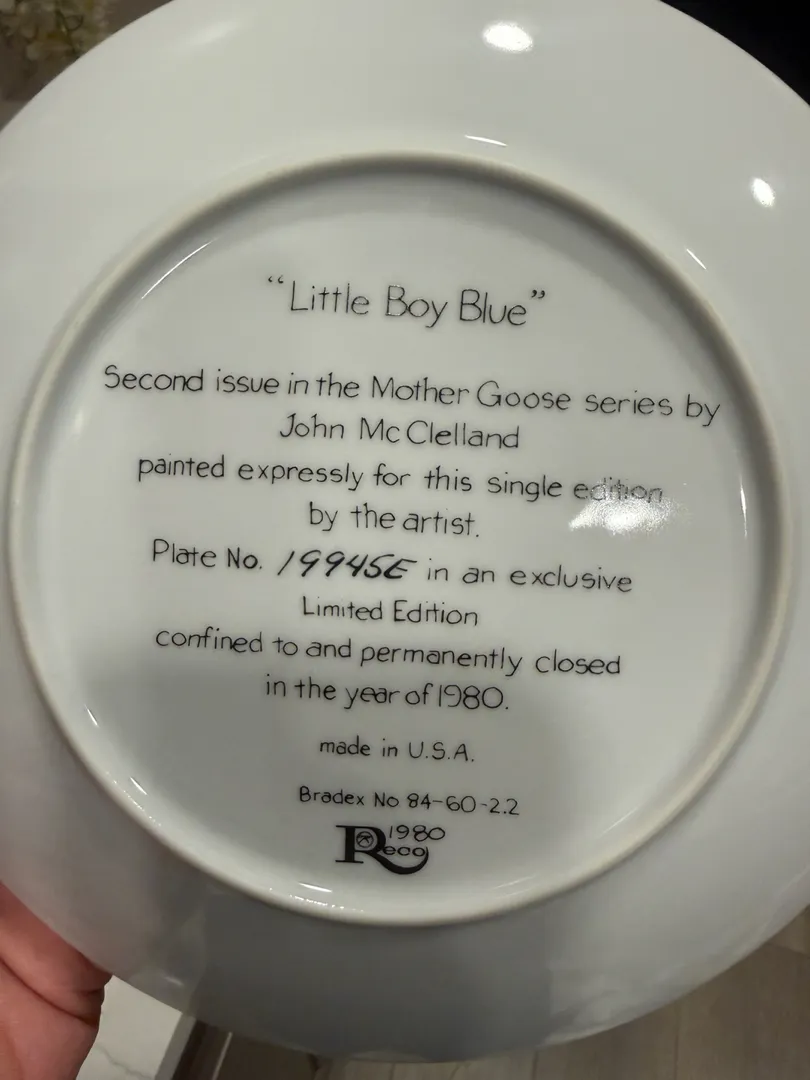 “Little Boy Blue”
Second issue in the Mother Goose series by
John McClelland
painted expressly for this single edition
by the artist.
Plate No. 19945E in an exclusive
Limited Edition
confined to and permanently closed
in the year of 1980.
made in U.S.A.
Bradex No 84-60-2.2
1980
Reco